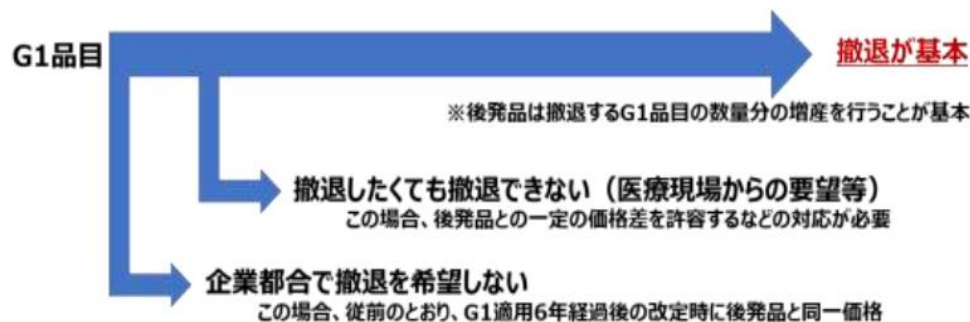 G1品目
撤退が基本
※後発品は撤退するG1品目の数量分の増産を行うことが基本
撤退したくても撤退できない（医療現場からの要望等）
この場合、後発品との一定の価格差を許容するなどの対応が必要
企業都合で撤退を希望しない
この場合、従前のとおり、G1適用6年経過後の改定時に後発品と同一価格